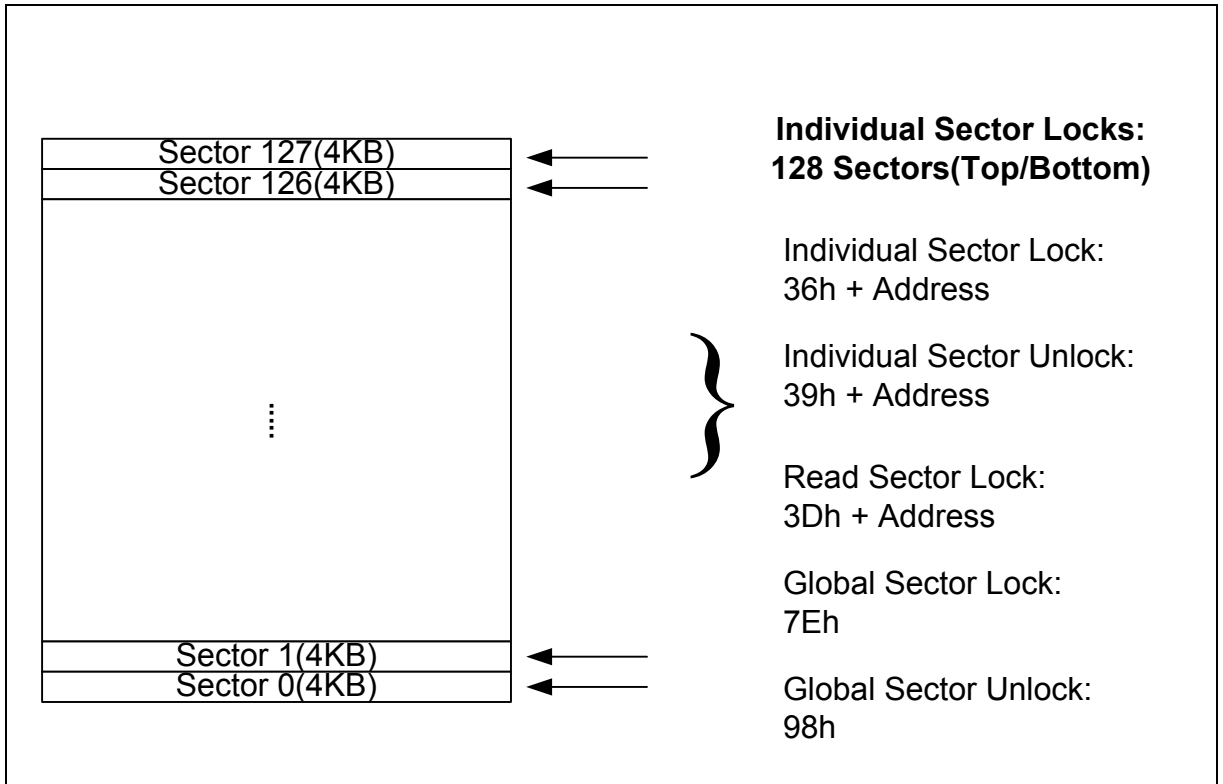 Sector 127(4KB)
Sector 126(4KB)
Sector 1(4KB)
Sector 0(4KB)
Individual Sector Locks:
128 Sectors(Top/Bottom)
Individual Sector Lock:
36h + Address
Individual Sector Unlock:
39h + Address
Read Sector Lock:
3Dh + Address
Global Sector Lock:
7Eh
Global Sector Unlock:
98h